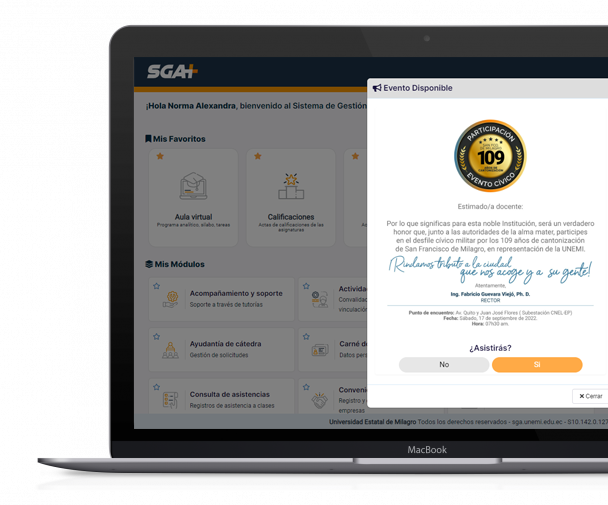 SGA+
¡Hola Norma Alexandra, bienvenido al Sistema de Gestión
Mis Favoritos
Aula virtual
Programa analítico, sílabo, tareas
Calificaciones
Actas de calificaciones de las
asignaturas
Mis Módulos
Acompañamiento y soporte
Soporte a través de tutorías
Activida
Convalida
vinculación
Ayudantía de cátedra
Gestión de solicitudes
Carné d
Datos pers
Consulta de asistencias
Registros de asistencia a clases
Conveni
Registro y
empresas
Universidad Estatal de Milagro Todos los derechos reservados - sga.unemi.edu.ec - S10.142.0.127
Evento Disponible
PARTICIPACIÓN
109
EVENTO CÍVICO
Estimado/a docente:
Por lo que significas para esta noble Institución, será un verdadero
honor que, junto a las autoridades de la alma mater, participes
en el desfile cívico militar por los 109 años de cantonización
de San Francisco de Milagro, en representación de la UNEMI.
¡Rindamos tributo a la ciudad
que nos acoge y a su gente!
Atentamente,
Ing. Fabricio Guevara Viejó, Ph. D.
RECTOR
Punto de encuentro: Av. Quito y Juan José Flores ( Subestación CNEL-EP)
Fecha: Sábado, 17 de septiembre de 2022.
Hora: 07h30 am.
¿Asistirás?
No
Si
× Cerrar
MacBook